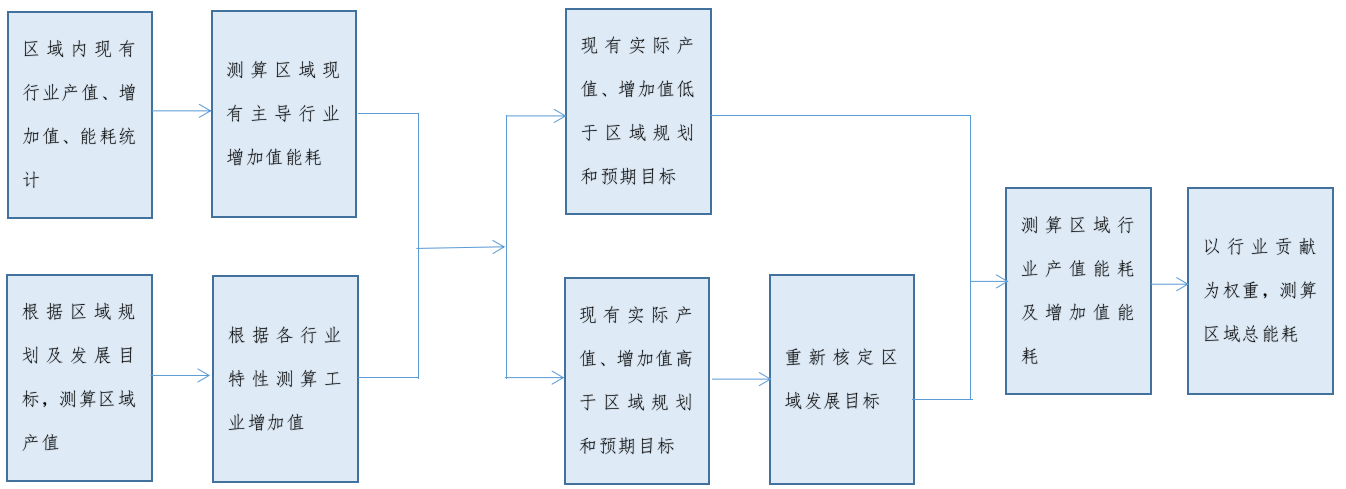 区域内现有
行业产值、增
加值、能耗统
计
测算区域现
有主导行业
增加值能耗
根据区域规
划及发展目
标，测算区域
产值
根据各行业
特性测算工
业增加值
现有实际产
值、增加值低
于区域规划
和预期目标
现有实际产
值、增加值高
于区域规划
和预期目标
重新核定区
域发展目标
测算区域行
业产值能耗
及增加值能
耗
以行业贡献
为权重，测算
区域总能耗